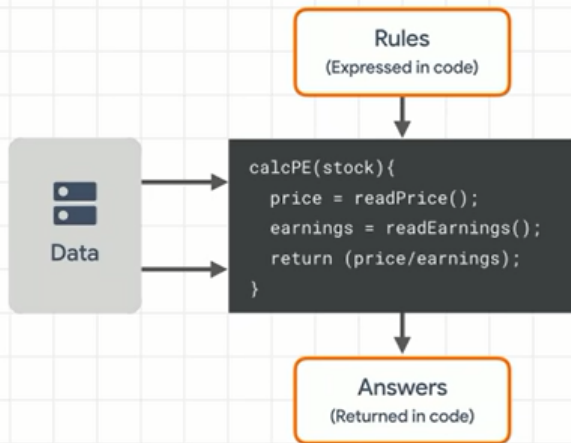 Rules
(Expressed in code)
Data
calcPE(stock){
price = readPrice();
earnings = readEarnings();
return (price/earnings);
}
Answers
(Returned in code)